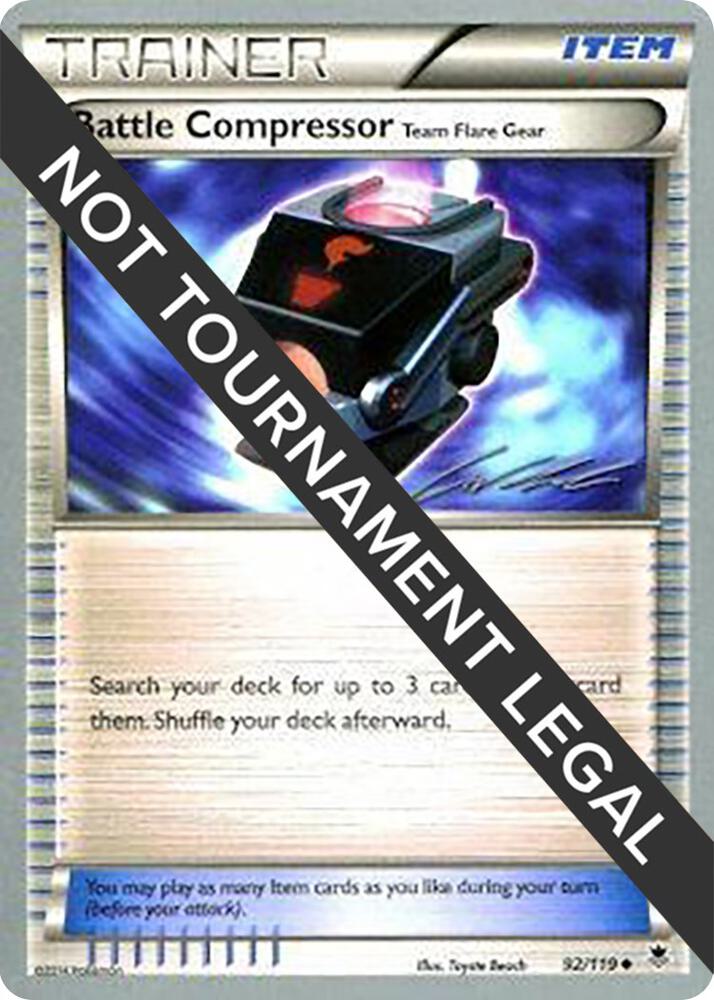 TRAINER
ITEM
Battle Compressor Team Flare Gear
NOT TOURNAMENT LEGAL
Search your deck for up to 3 car card
them. Shuffle your deck afterward.
You may play as many Item cards as you like during your turn
(before your attack).
©2014 Pokémon
Illus. Toyste Beach
92/119